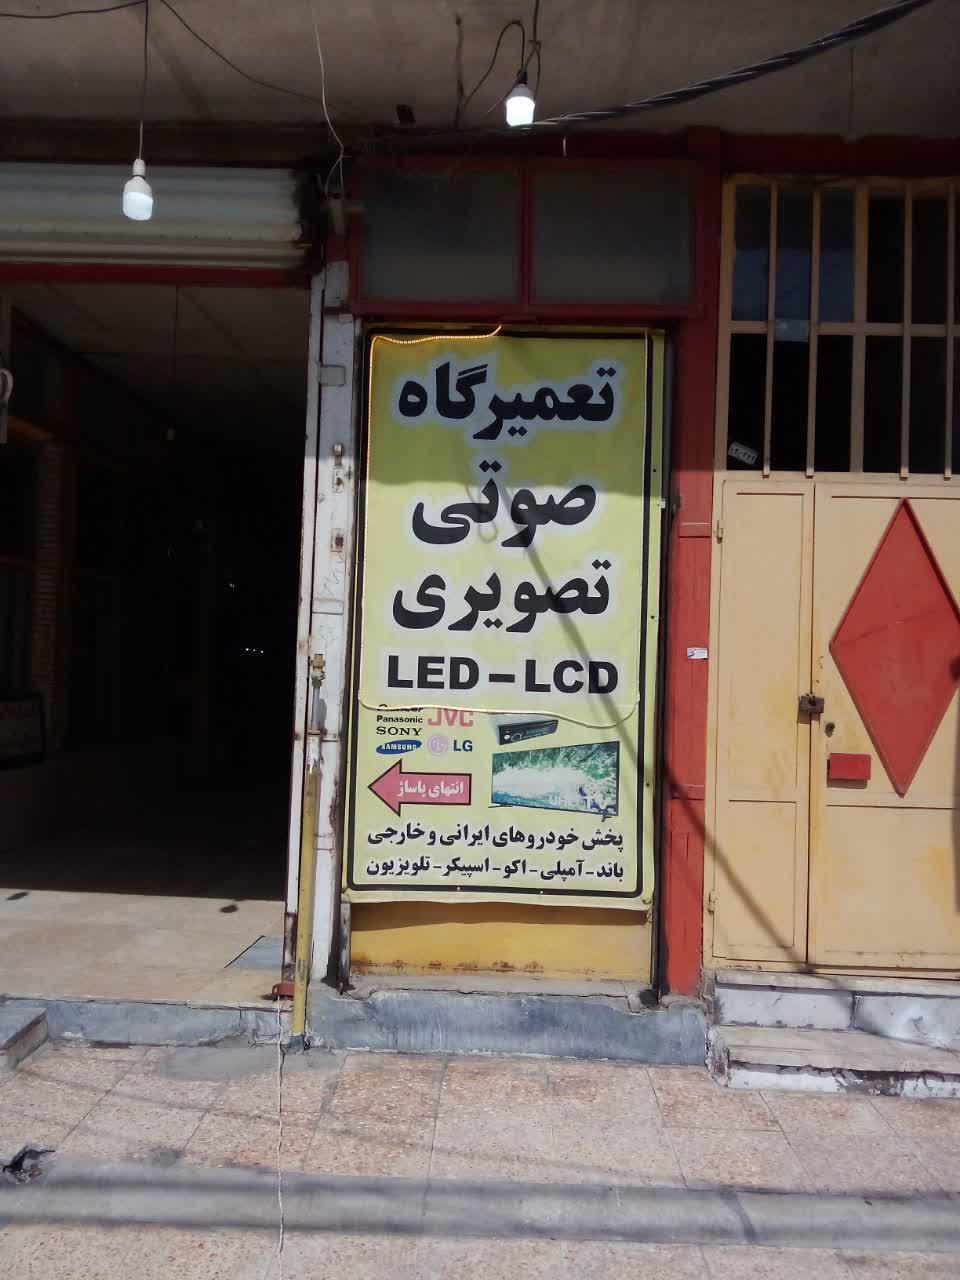 تعمیرگاه
صوتی
تصویری
LED - LCD
JVC
Panasonic
SONY
SAMSUNG
LG
انتهای پاساژ
پخش خودروهای ایرانی و خارجی
باند - آمپلی - اکو - اسپیکر - تلویزیون